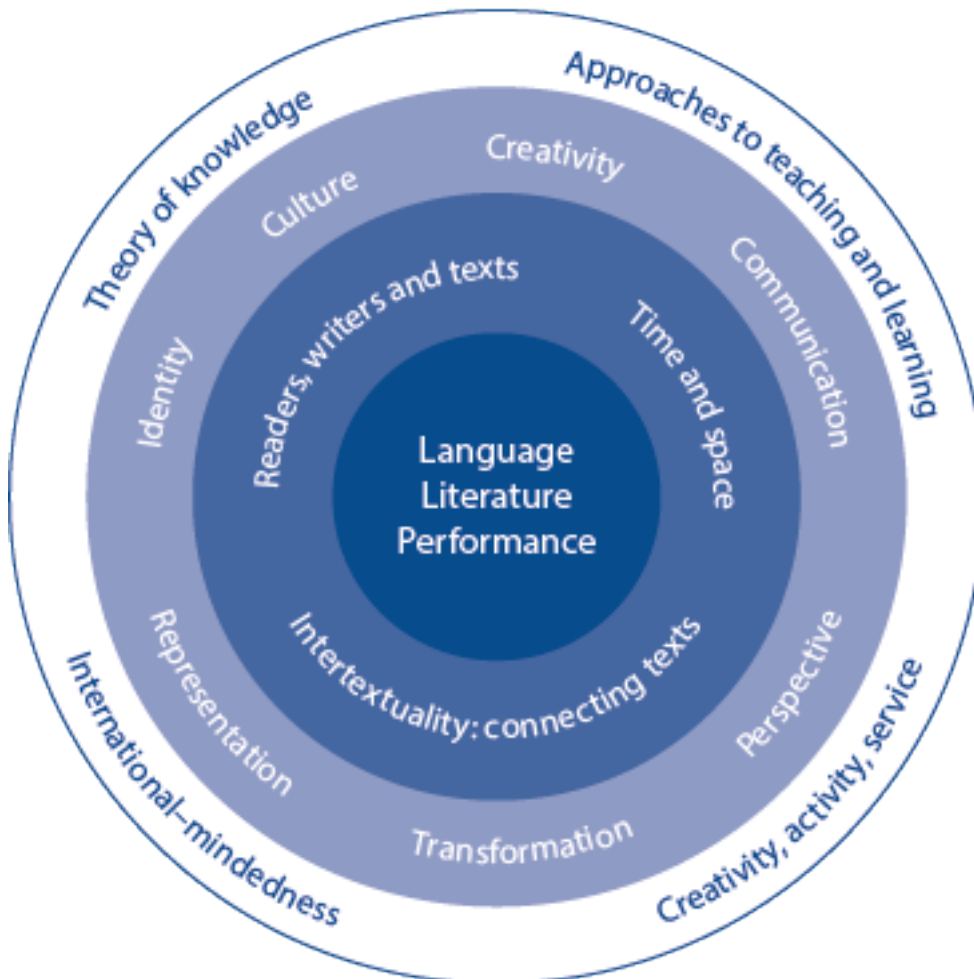 Theory of knowledge
Approaches to teaching and learning
Identity
Culture
Creativity
Communication
Readers, writers and texts
Time and space
Language
Literature
Performance
Intertextuality: connecting texts
Representation
Transformation
Perspective
International–mindedness
Creativity, activity, service